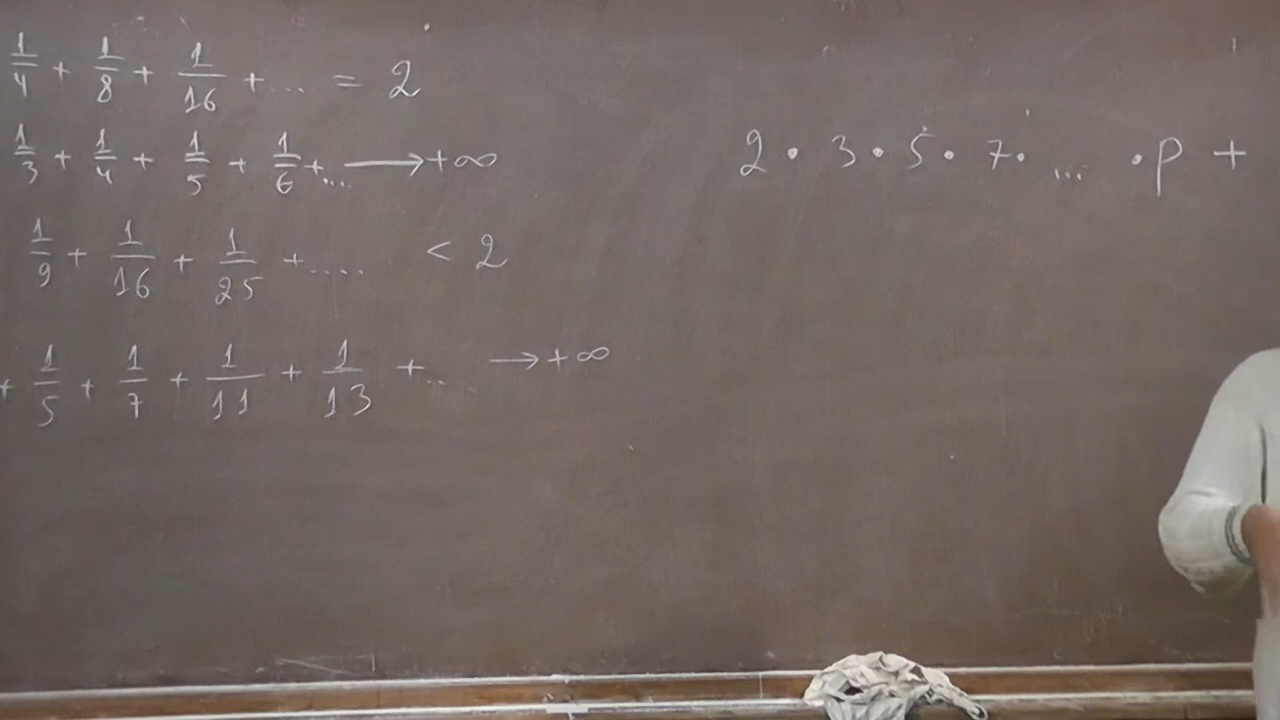 1/4 + 1/8 + 1/16 + ... = 2
1/3 + 1/4 + 1/5 + 1/6 + ... → +∞
1/9 + 1/16 + 1/25 + .... < 2
+ 1/5 + 1/7 + 1/11 + 1/13 + ... → +∞
2 · 3 · 5 · 7 · ... · p +